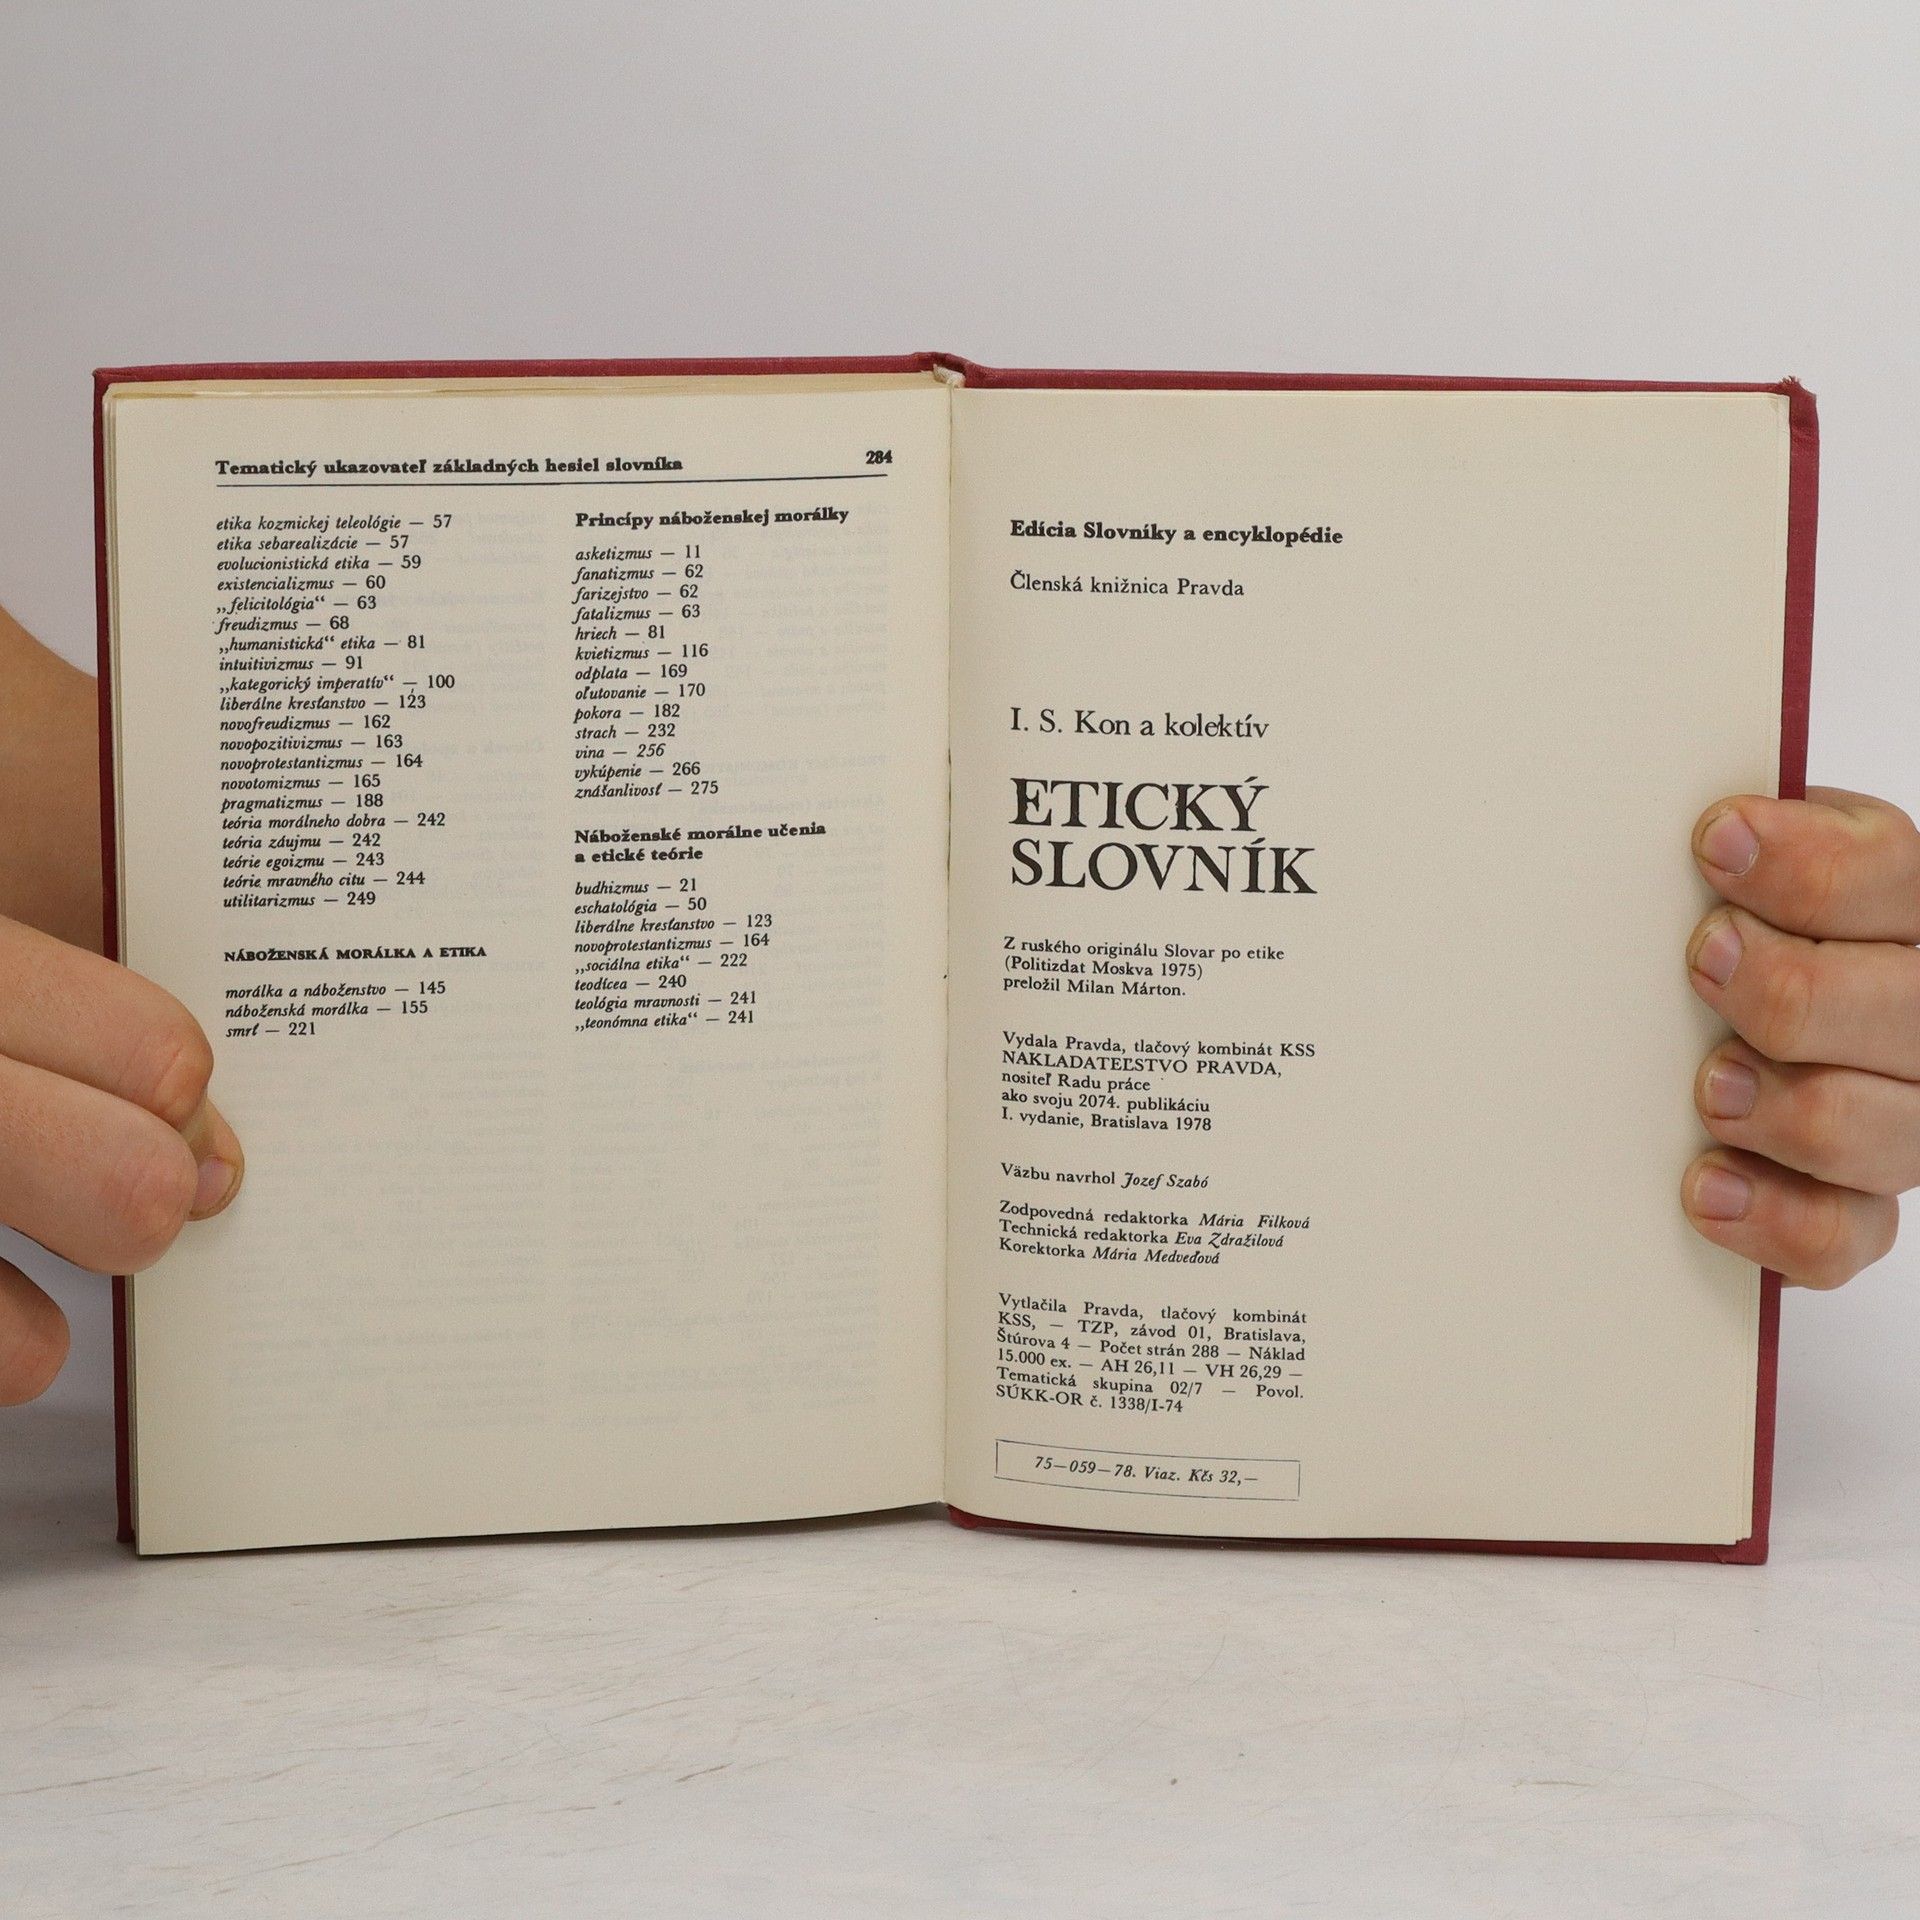 Tematický ukazovateľ základných hesiel slovníka 284
etika kozmickej teleológie — 57
etika sebarealizácie — 57
evolucionistická etika — 59
existencializmus — 60
„felicitológia“ — 63
freudizmus — 68
„humanistická“ etika — 81
intuitivizmus — 91
„kategorický imperatív“ — 100
liberálne kresťanstvo — 123
novofreudizmus — 162
novopozitivizmus — 163
novoprotestantizmus — 164
novotomizmus — 165
pragmatizmus — 188
teória morálneho dobra — 242
teória záujmu — 242
teórie egoizmu — 243
teórie mravného citu — 244
utilitarizmus — 249
NÁBOŽENSKÁ MORÁLKA A ETIKA
morálka a náboženstvo — 145
náboženská morálka — 155
smrť — 221
Princípy náboženskej morálky
asketizmus — 11
fanatizmus — 62
farizejstvo — 62
fatalizmus — 63
hriech — 81
kvietizmus — 116
odplata — 169
oľutovanie — 170
pokora — 182
strach — 232
vina — 256
vykúpenie — 266
znášanlivosť — 275
Náboženské morálne učenia
a etické teórie
budhizmus — 21
eschatológia — 50
liberálne kresťanstvo — 123
novoprotestantizmus — 164
„sociálna etika“ — 222
teodícea — 240
teológia mravnosti — 241
„teonómna etika“ — 241
Edícia Slovníky a encyklopédie
Členská knižnica Pravda
I. S. Kon a kolektív
ETICKÝ
SLOVNÍK
Z ruského originálu Slovar po etike
(Politizdat Moskva 1975)
preložil Milan Márton.
Vydala Pravda, tlačový kombinát KSS
NAKLADATEĽSTVO PRAVDA,
nositeľ Radu práce
ako svoju 2074. publikáciu
I. vydanie, Bratislava 1978
Väzbu navrhol Jozef Szabó
Zodpovedná redaktorka Mária Filková
Technická redaktorka Eva Zdražilová
Korektorka Mária Medveďová
Vytlačila Pravda, tlačový kombinát
KSS, — TZP, závod 01, Bratislava,
Štúrova 4 — Počet strán 288 — Náklad
15.000 ex. — AH 26,11 — VH 26,29 —
Tematická skupina 02/7 — Povol.
SÚKK-OR č. 1338/I-74
75—059—78. Viaz. Kčs 32,—